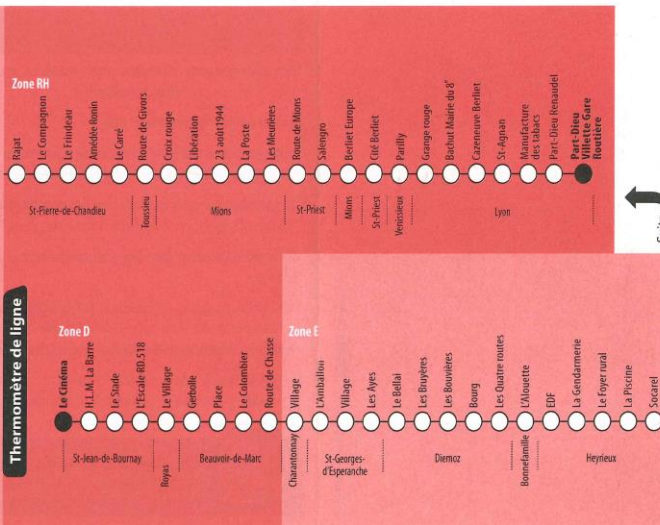 Thermomètre de ligne
Zone D
Le Cinéma
H.L.M. La Barre
Le Stade
L'Escale-RD.518
Le Village
Gerbolle
Place
Le Colombier
Route de Chasse
St-Jean-de-Bournay
Royas
Beauvoir-de-Marc
Zone E
Village
L'Amballon
Village
Les Ayes
Le Bellai
Les Bruyères
Les Bouvières
Bourg
Les Quatre routes
L'Alouette
EDF
La Gendarmerie
Le Foyer rural
La Piscine
Socarel
Charantonnay
St-Georges-
d'Esperanche
Diemoz
Bonnefamille
Heyrieux
Zone RH
Rajat
Le Compagnon
Le Frindeau
Amédée Ronin
Le Carré
Route de Givors
Croix rouge
Libération
23 août1944
La Poste
Les Meurières
Route de Mions
Salengro
Berliet Europe
Cité Berliet
Parilly
Grange rouge
Bachut Mairie du 8e
Cazeneuve Berliet
St-Agnan
Manufacture
des tabacs
Part-Dieu Renaudel
Part-Dieu
Villette Gare
Routière
St-Pierre-de-Chandieu
Toussieu
Mions
St-Priest
Mions
St-Priest
Venissieux
Lyon